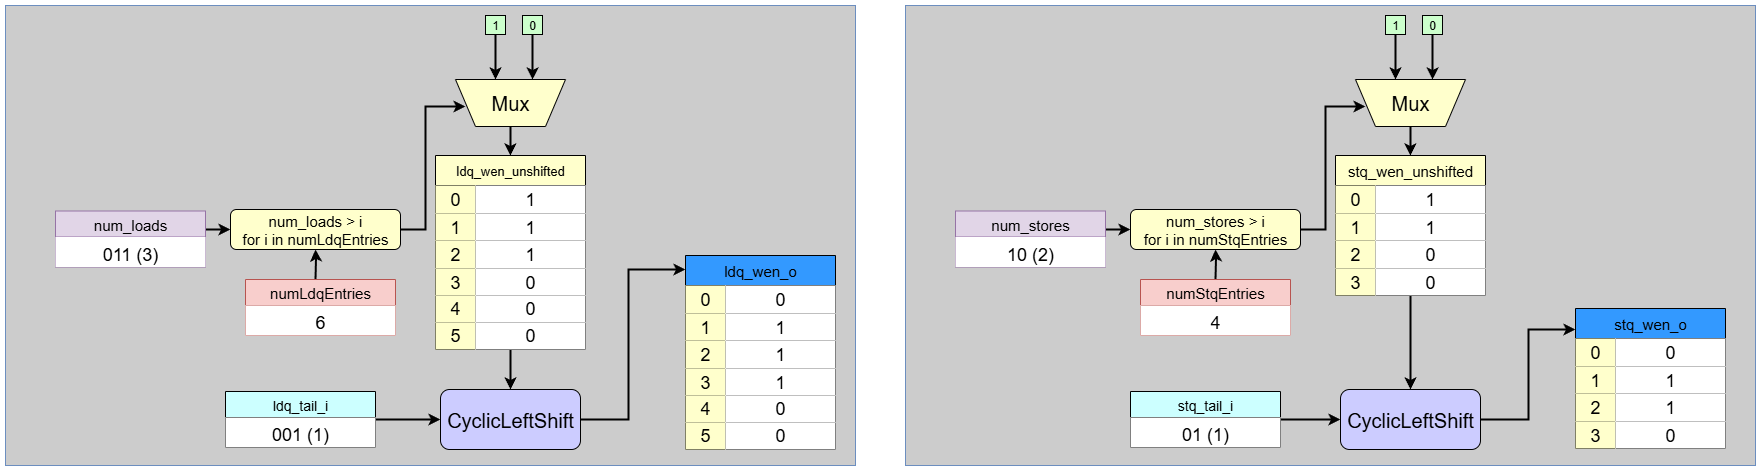 1 0
Mux
ldq_wen_unshifted
0 1
1 1
2 1
3 0
4 0
5 0
num_loads
011 (3)
num_loads > i
for i in numLdqEntries
numLdqEntries
6
ldq_tail_i
001 (1)
CyclicLeftShift
ldq_wen_o
0 0
1 1
2 1
3 1
4 0
5 0
1 0
Mux
stq_wen_unshifted
0 1
1 1
2 0
3 0
num_stores
10 (2)
num_stores > i
for i in numStqEntries
numStqEntries
4
stq_tail_i
01 (1)
CyclicLeftShift
stq_wen_o
0 0
1 1
2 1
3 0